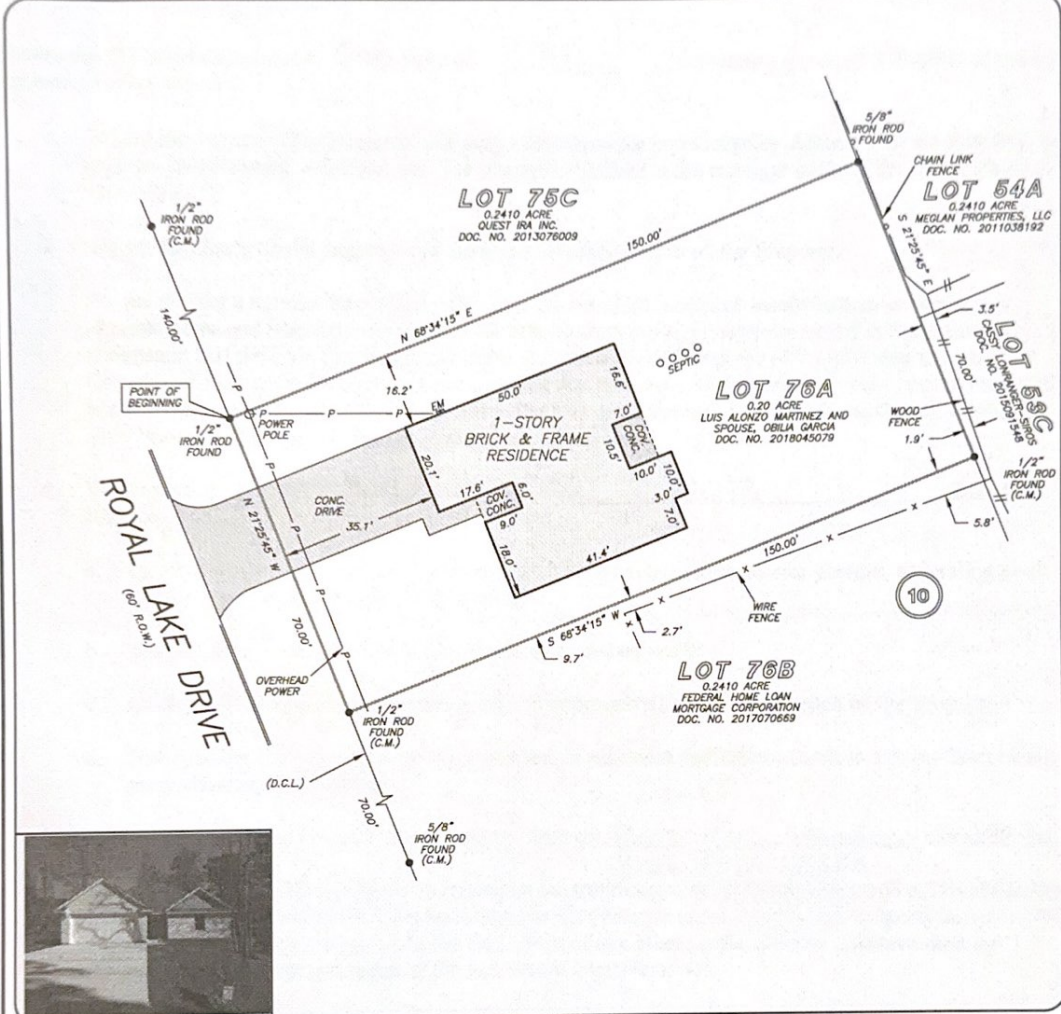 5/8"
IRON ROD
FOUND
CHAIN LINK
FENCE
LOT 54A
0.2410 ACRE
MEGLAN PROPERTIES, LLC
DOC. NO. 2011038192
LOT 75C
0.2410 ACRE
QUEST IRA INC.
DOC. NO. 2013076009
1/2"
IRON ROD
FOUND
(C.M.)
150.00'
S 21°25'45" E
140.00'
N 68°34'15" E
3.5'
LOT 53C
CASSY LONGRANGER-SIROS
DOC. NO. 2015091548
70.00'
SEPTIC
16.2'
50.0'
15.6'
LOT 76A
0.20 ACRE
LUIS ALONZO MARTINEZ AND
SPOUSE, OBILIA GARCIA
DOC. NO. 2018045079
POINT OF
BEGINNING
P P P P
EM
7.0'
WOOD
FENCE
1.9'
1/2"
IRON ROD
FOUND
POWER
POLE
1-STORY
BRICK & FRAME
RESIDENCE
COV.
CONC.
10.5'
10.0'
10.0'
3.0'
7.0'
1/2"
IRON ROD
FOUND
(C.M.)
20.1'
17.6'
COV.
CONC.
5.0'
9.0'
CONC.
DRIVE
35.1'
N 21°25'45" W
18.0'
41.4'
5.8'
150.00'
ROYAL LAKE DRIVE
(60' R.O.W.)
70.00'
10
WIRE
FENCE
S 68°34'15" W
2.7'
9.7'
OVERHEAD
POWER
LOT 76B
0.2410 ACRE
FEDERAL HOME LOAN
MORTGAGE CORPORATION
DOC. NO. 2017070669
1/2"
IRON ROD
FOUND
(C.M.)
(D.C.L.)
70.00'
5/8"
IRON ROD
FOUND
(C.M.)